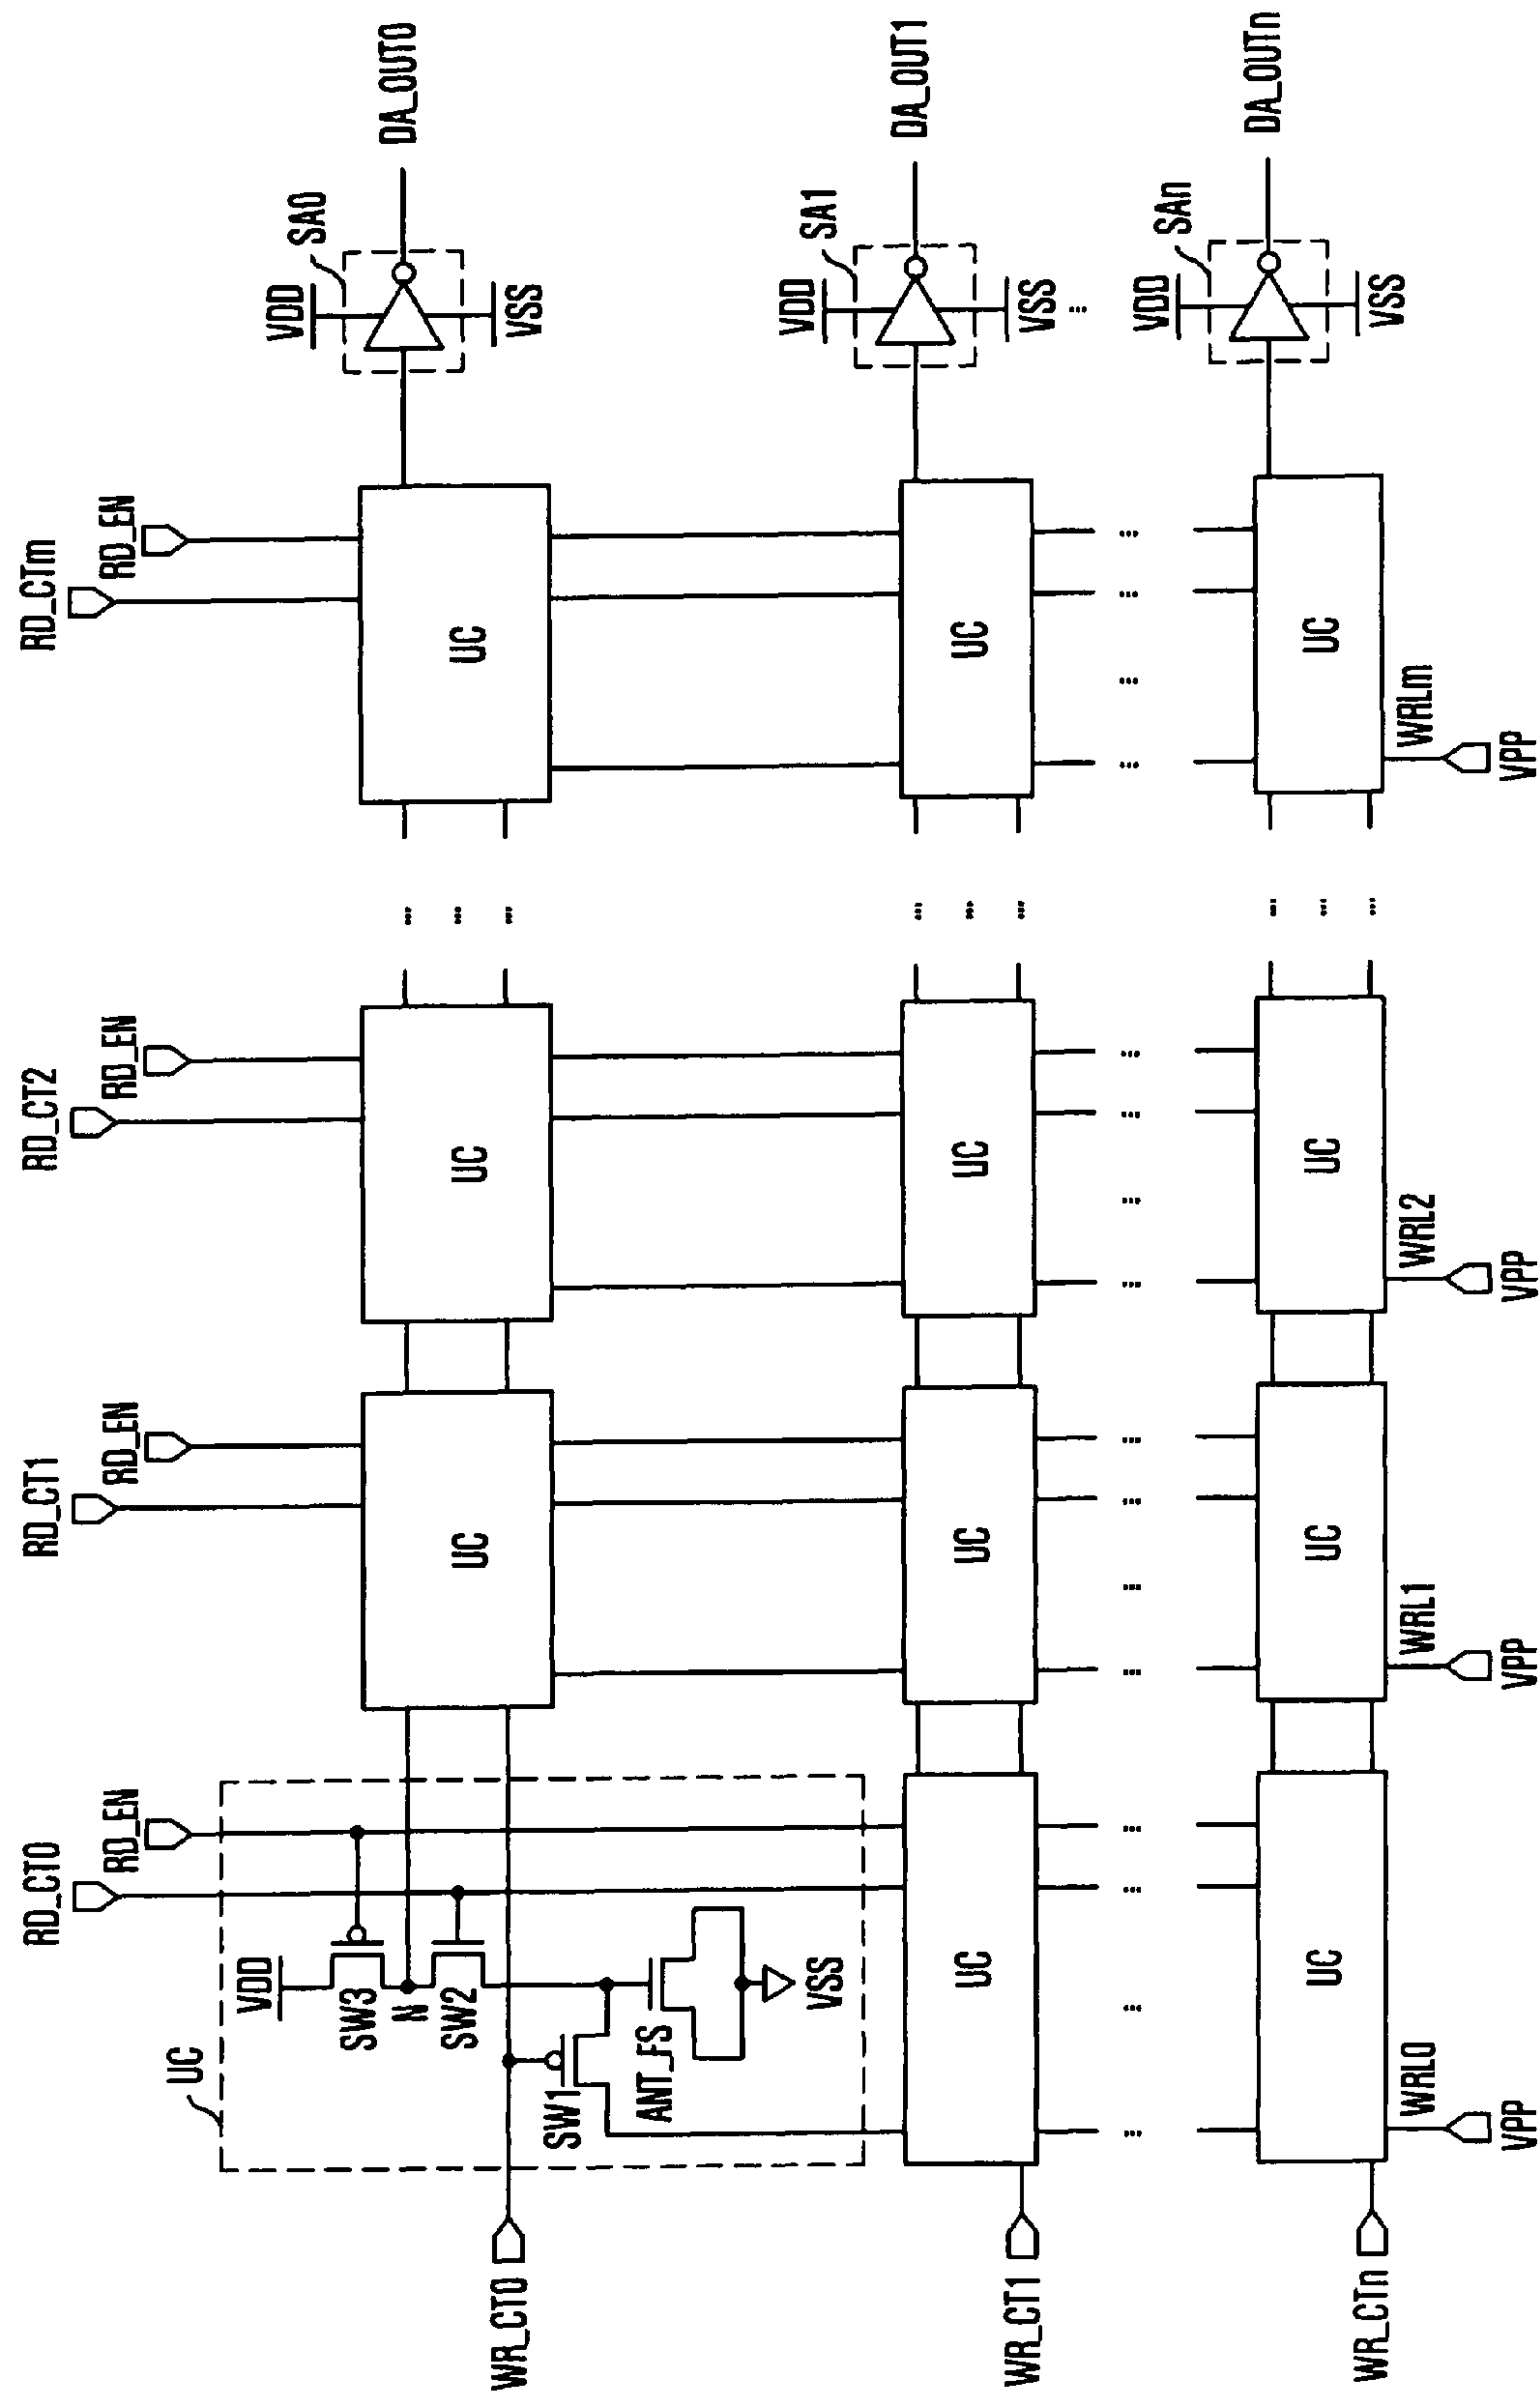 RD_CT0
RD_EN
RD_CT1
RD_EN
RD_CT2
RD_EN
RD_CTm
RD_EN
UC
VDD
SW3
N
SW2
SW1
ANT_FS
VSS
WR_CT0
UC
UC
...
UC
VDD
SA0
VSS
DA_OUT0
WR_CT1
UC
UC
UC
...
UC
VDD
SA1
VSS
DA_OUT1
...
WR_CTn
UC
UC
UC
...
UC
VDD
SAn
VSS
DA_OUTn
WRL0
VPP
WRL1
VPP
WRL2
VPP
WRLm
VPP